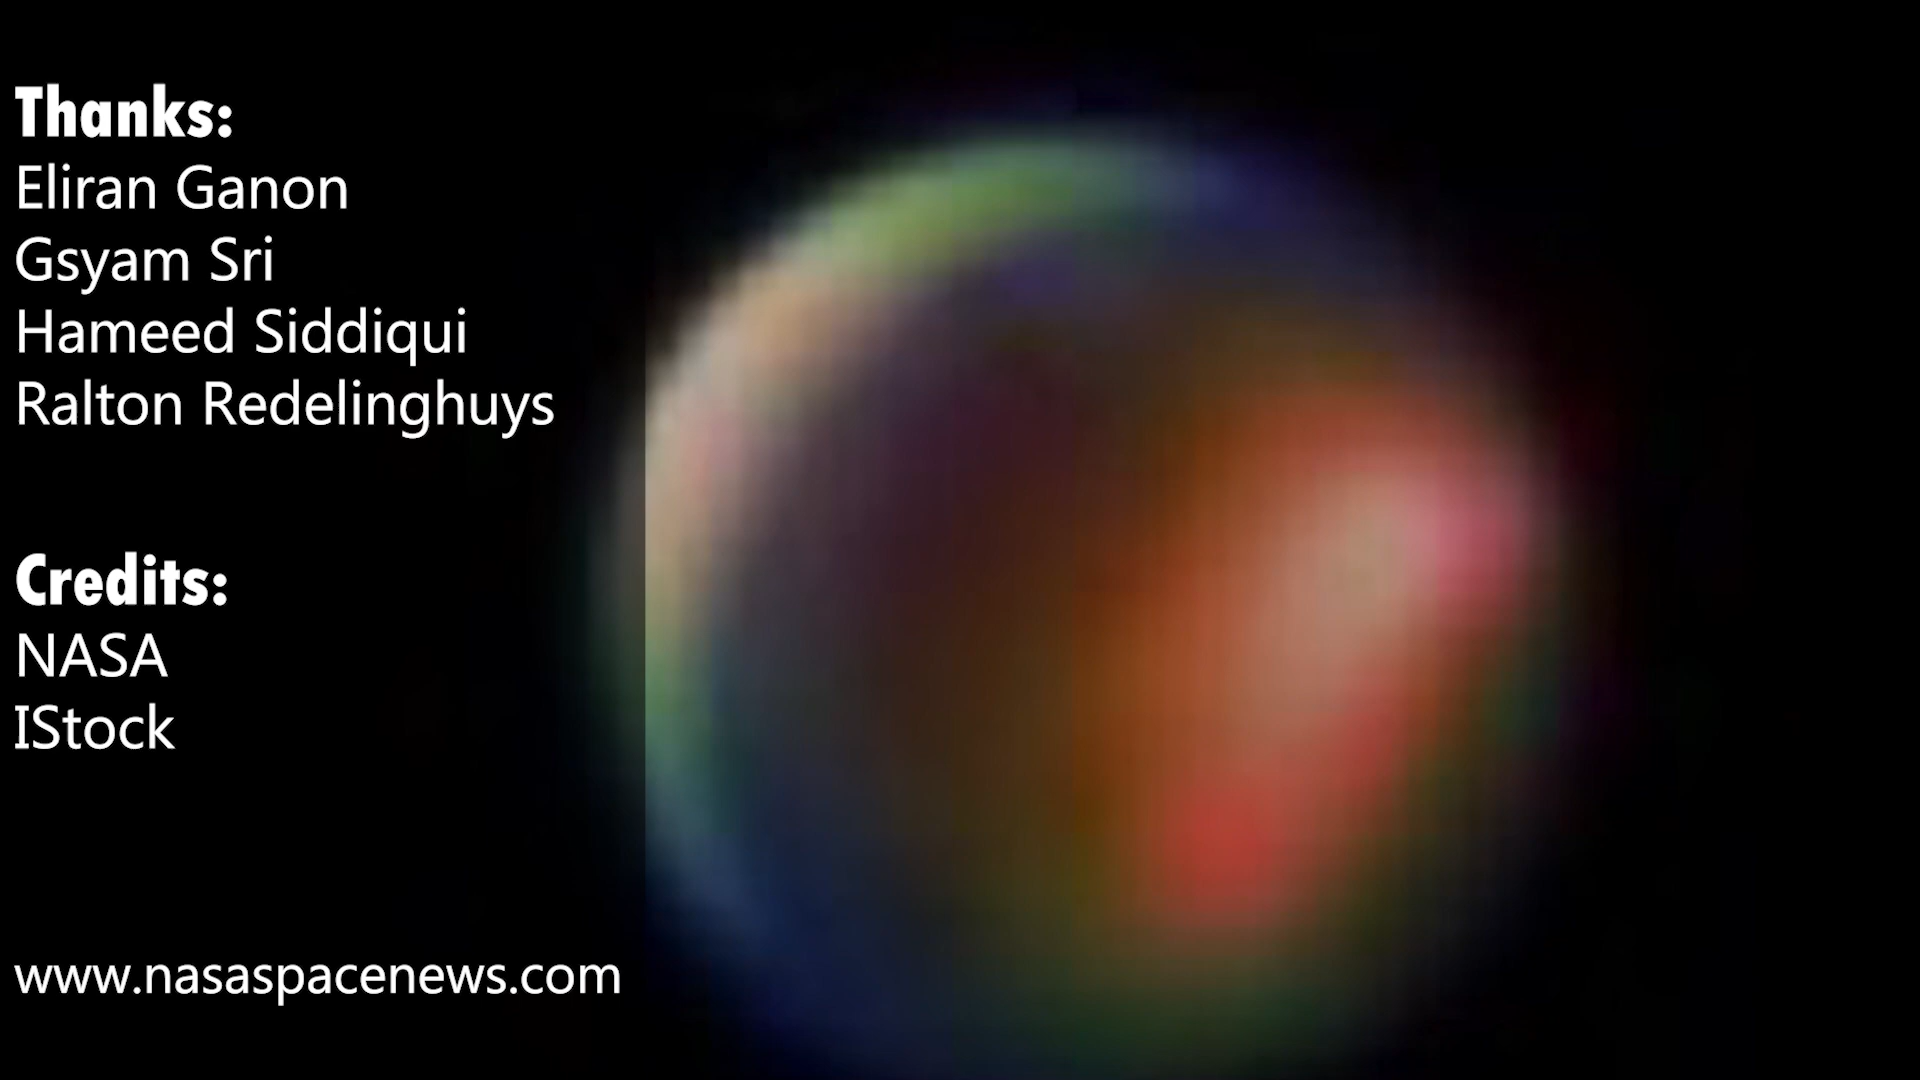 Thanks:
Eliran Ganon
Gsyam Sri
Hameed Siddiqui
Ralton Redelinghuys
Credits:
NASA
IStock
www.nasaspacenews.com